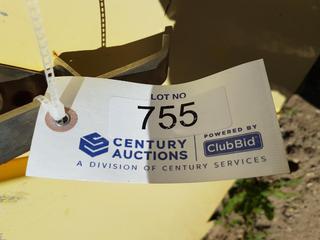 LOT NO
755
CENTURY
AUCTIONS
POWERED BY
ClubBid
A DIVISION OF CENTURY SERVICES